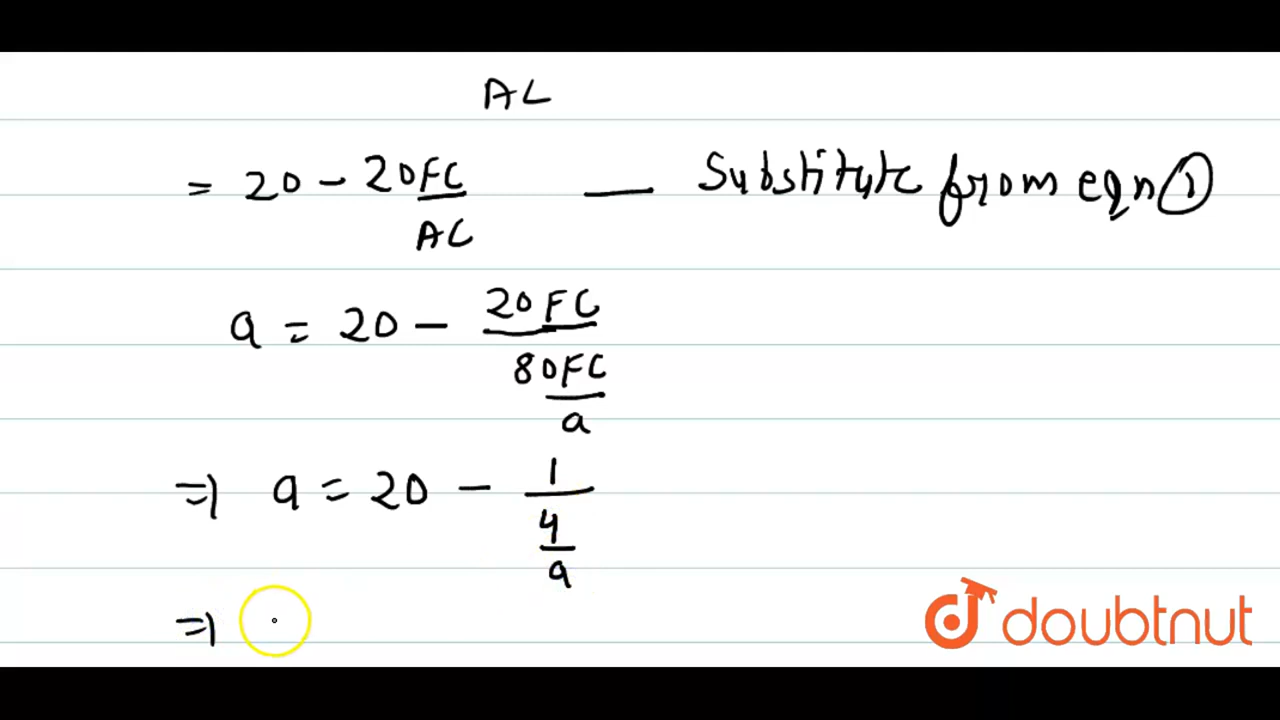 AC
= 20 - 20FC/AC — Substitute from eqn ①
a = 20 - 20FC/(80FC/a)
⇒ a = 20 - 1/(4/a)
⇒
doubtnut